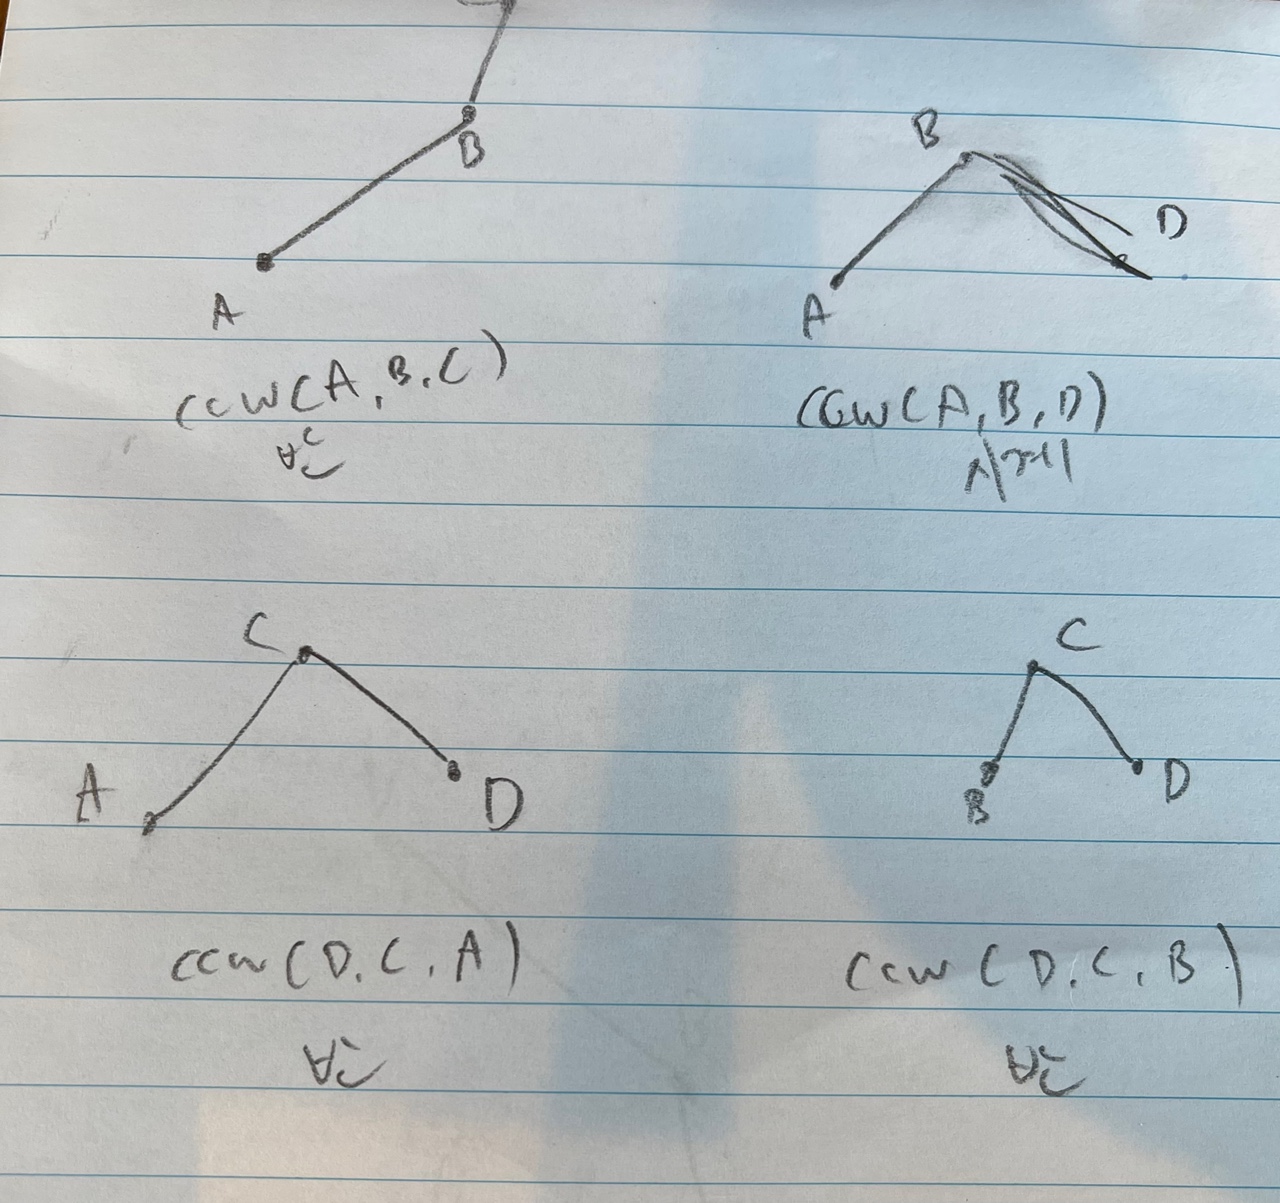 B
A
ccw(A, B, C)
반
B
D
A
ccw(A, B, D)
시계
C
A
D
ccw(D, C, A)
반
C
B
D
ccw(D, C, B)
반